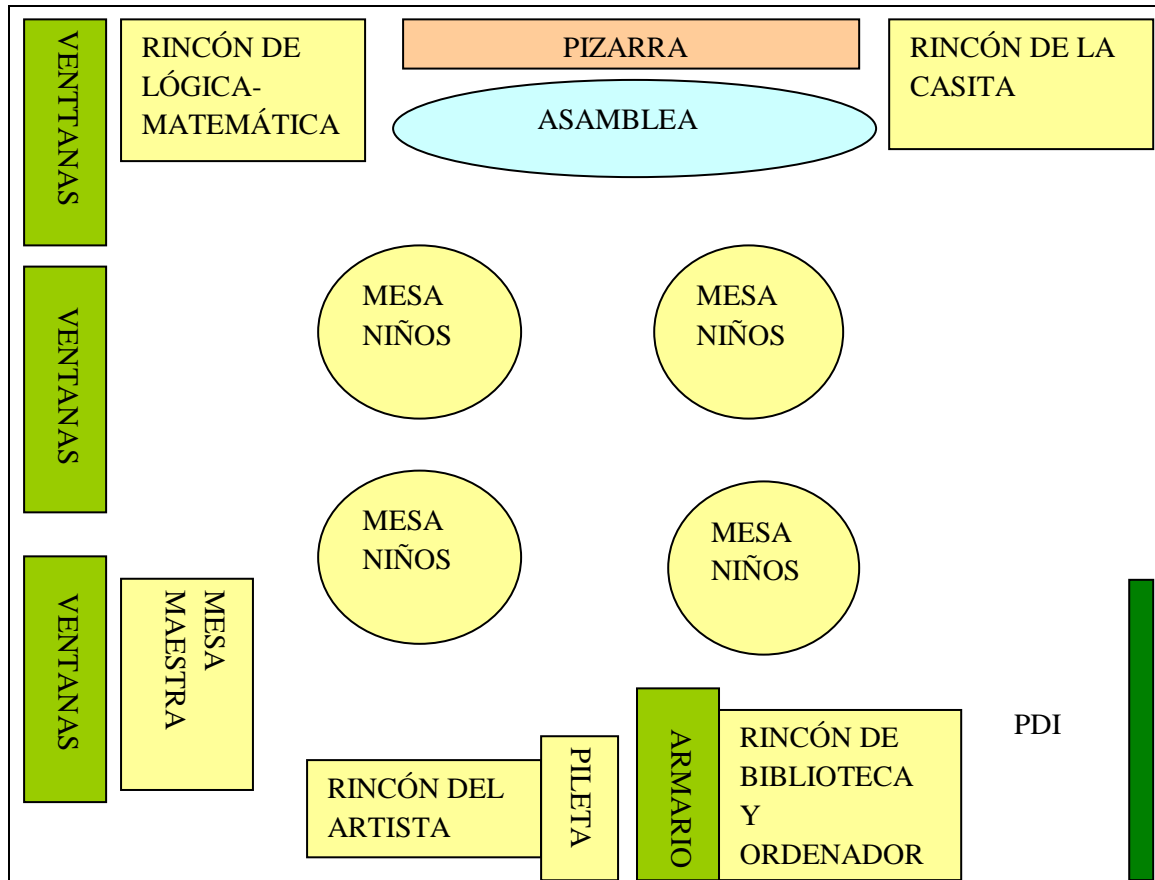 VENTTANAS
RINCÓN DE
LÓGICA-
MATEMÁTICA
PIZARRA
ASAMBLEA
RINCÓN DE LA
CASITA
VENTANAS
MESA
NIÑOS
MESA
NIÑOS
MESA
NIÑOS
MESA
NIÑOS
VENTANAS
MESA
MAESTRA
RINCÓN DEL
ARTISTA
PILETA
ARMARIO
RINCÓN DE
BIBLIOTECA
Y
ORDENADOR
PDI